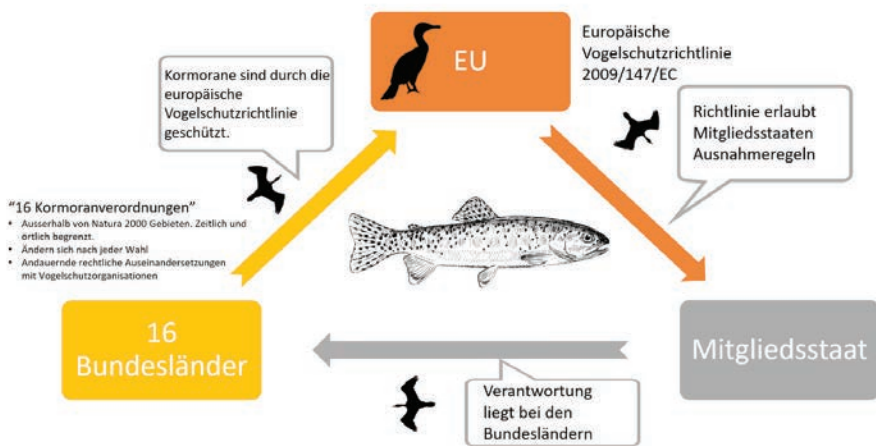 EU
Europäische
Vogelschutzrichtlinie
2009/147/EC
Kormorane sind durch die
europäische
Vogelschutzrichtlinie
geschützt.
Richtlinie erlaubt
Mitgliedsstaaten
Ausnahmeregeln
"16 Kormoranverordnungen"
• Ausserhalb von Natura 2000 Gebieten. Zeitlich und
örtlich begrenzt.
• Ändern sich nach jeder Wahl
• Andauernde rechtliche Auseinandersetzungen
mit Vogelschutzorganisationen
16
Bundesländer
Mitgliedsstaat
Verantwortung
liegt bei den
Bundesländern